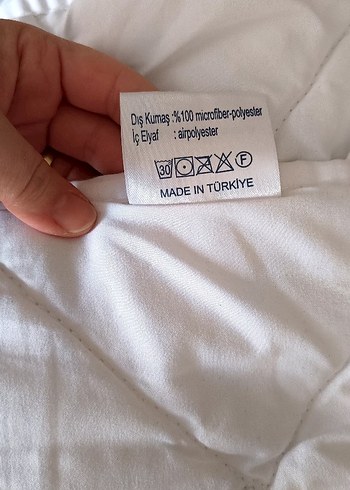 Dış Kumaş :%100 microfiber-polyester
İç Elyaf : airpolyester
30 F
MADE IN TÜRKİYE